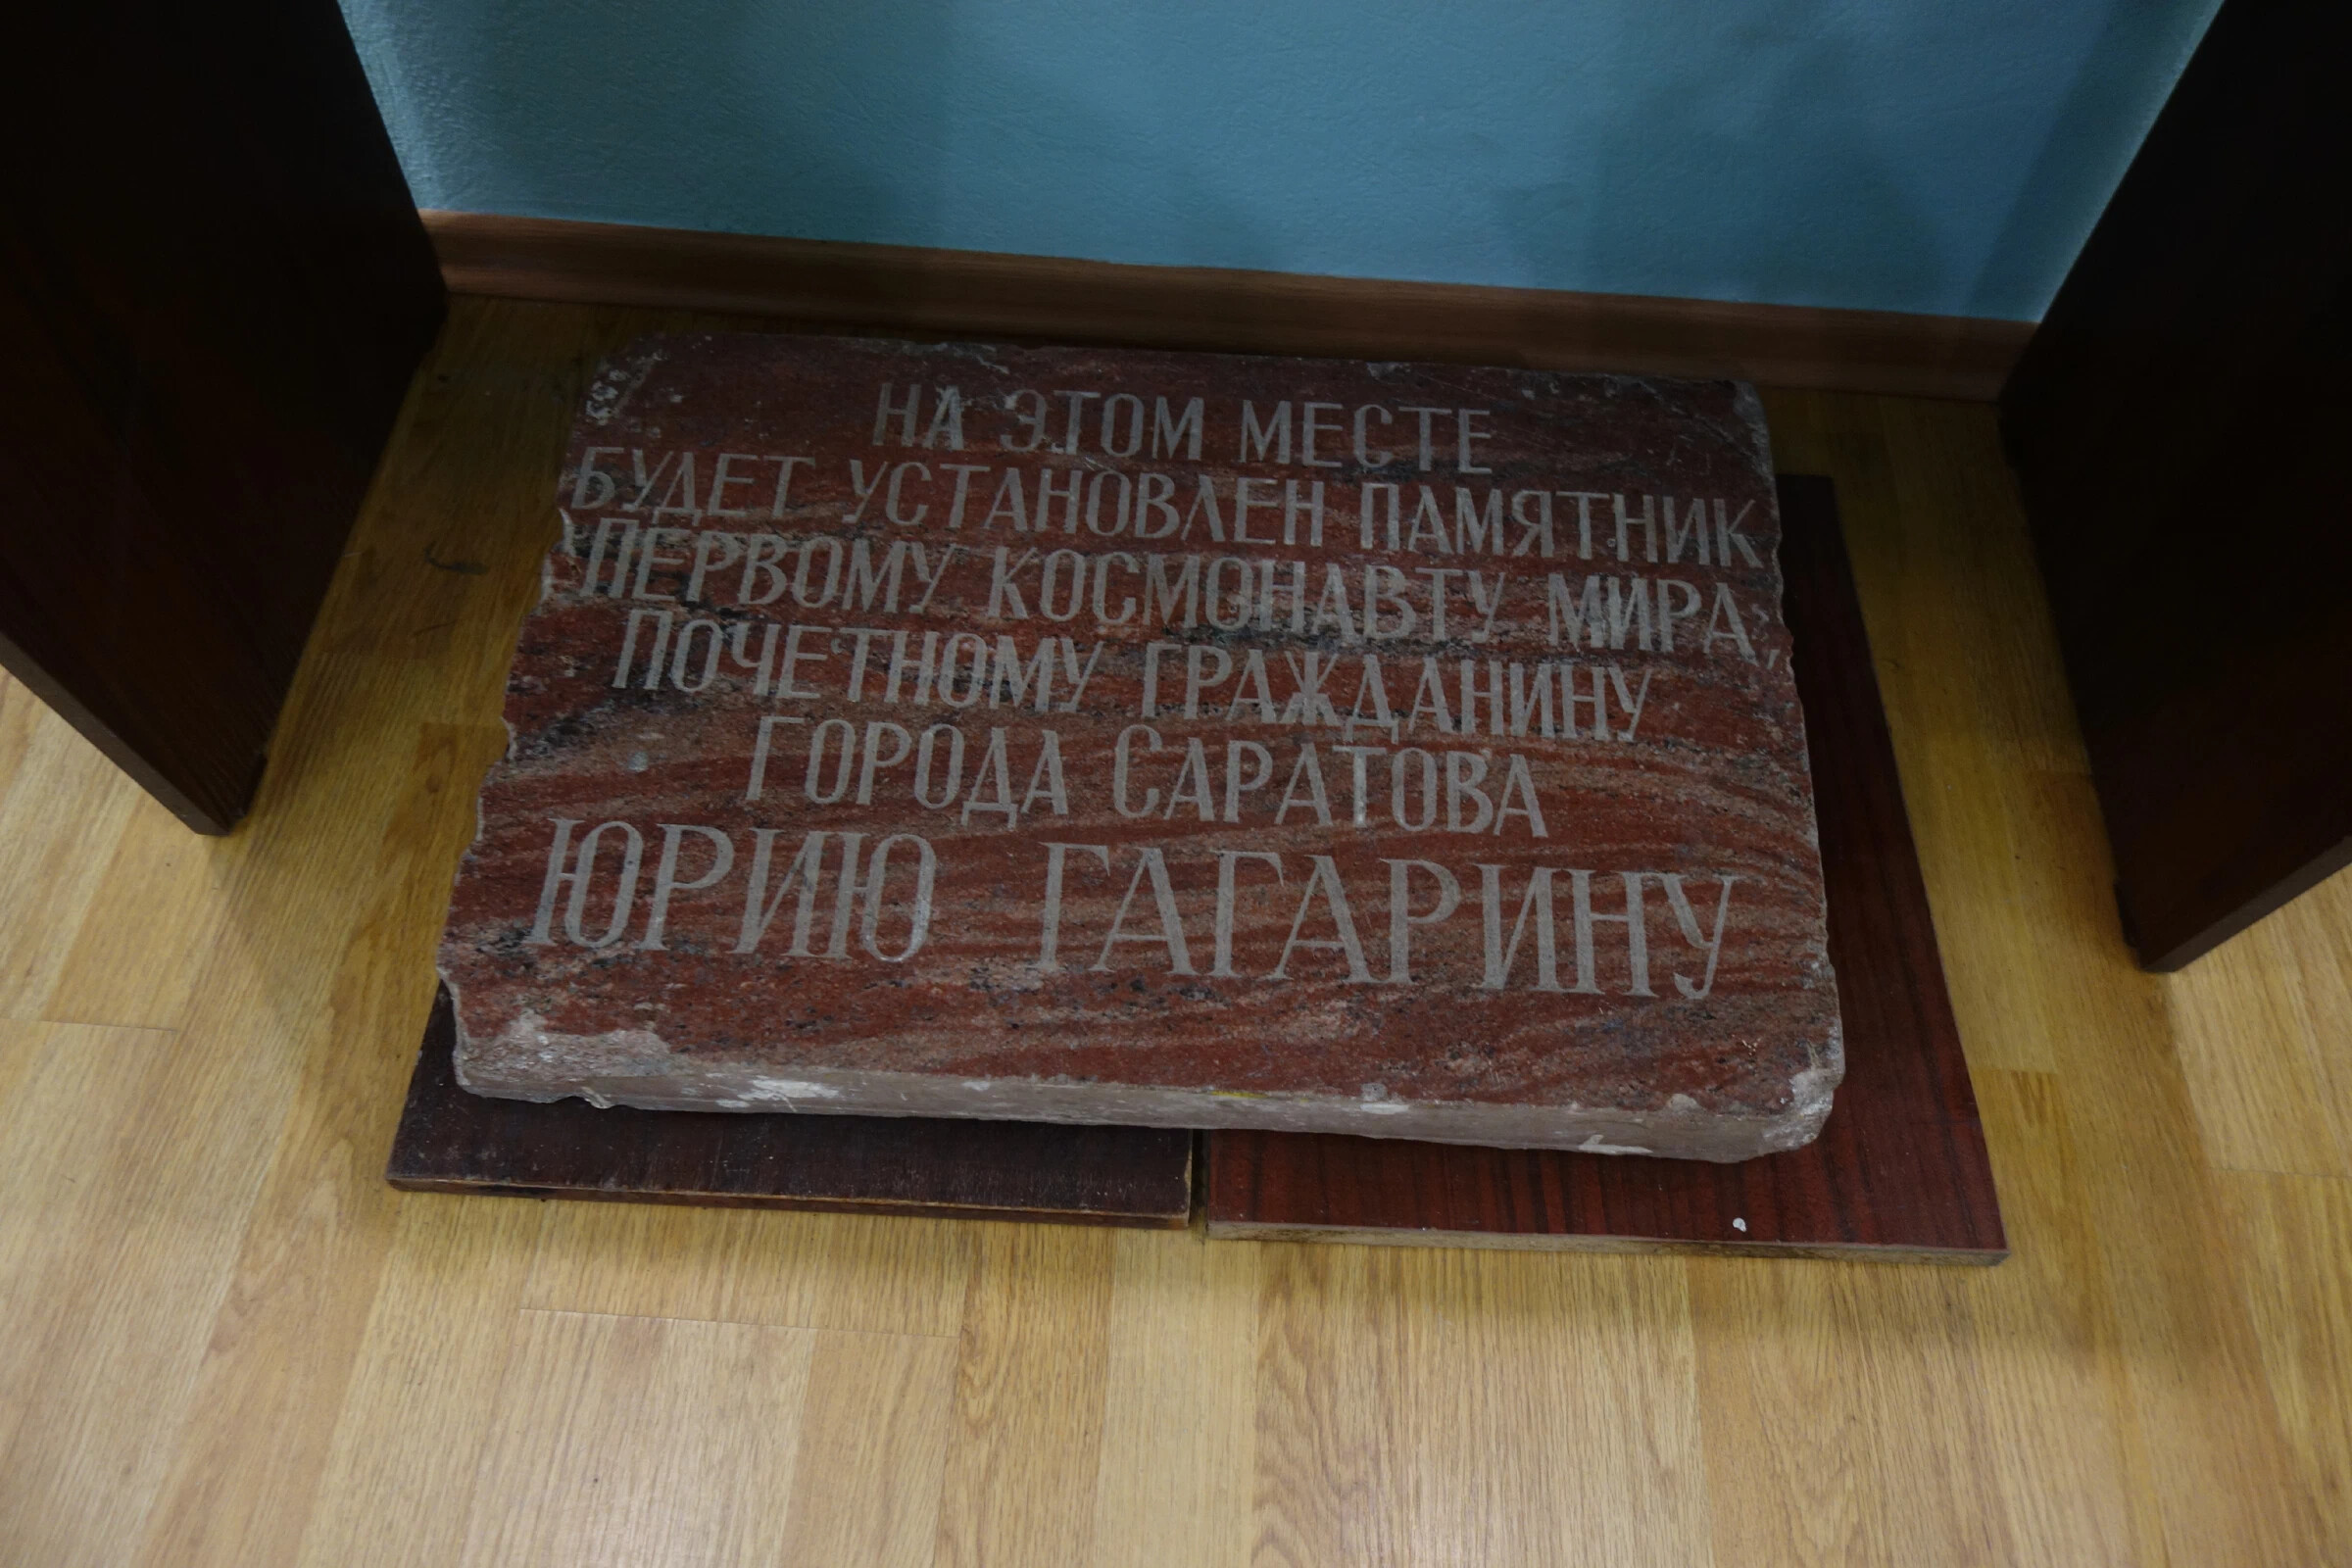 НА ЭТОМ МЕСТЕ
БУДЕТ УСТАНОВЛЕН ПАМЯТНИК
ПЕРВОМУ КОСМОНАВТУ МИРА,
ПОЧЕТНОМУ ГРАЖДАНИНУ
ГОРОДА САРАТОВА
ЮРИЮ ГАГАРИНУ